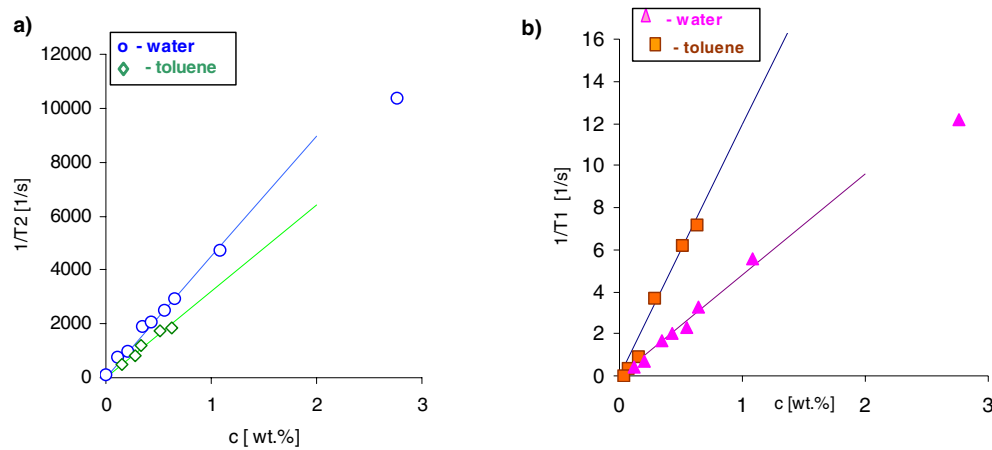 a)
- water
- toluene
12000
10000
8000
6000
4000
2000
0
1/T2 [1/s]
0 1 2 3
c [ wt.%]
b)
- water
- toluene
16
14
12
10
8
6
4
2
0
1/T1 [1/s]
0 1 2 3
c [wt.%]